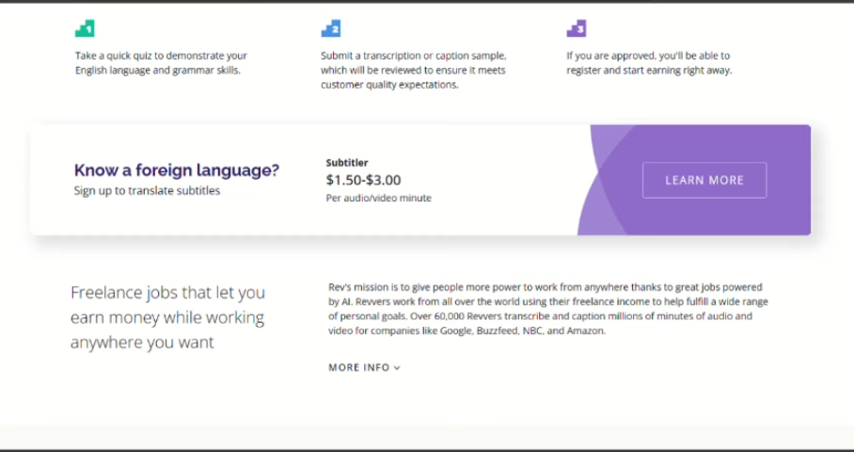 1
2
3
Take a quick quiz to demonstrate your
English language and grammar skills.
Submit a transcription or caption sample,
which will be reviewed to ensure it meets
customer quality expectations.
If you are approved, you'll be able to
register and start earning right away.
Know a foreign language?
Sign up to translate subtitles
Subtitler
$1.50-$3.00
Per audio/video minute
LEARN MORE
Freelance jobs that let you
earn money while working
anywhere you want
Rev's mission is to give people more power to work from anywhere thanks to great jobs powered
by AI. Revvers work from all over the world using their freelance income to help fulfill a wide range
of personal goals. Over 60,000 Revvers transcribe and caption millions of minutes of audio and
video for companies like Google, Buzzfeed, NBC, and Amazon.
MORE INFO